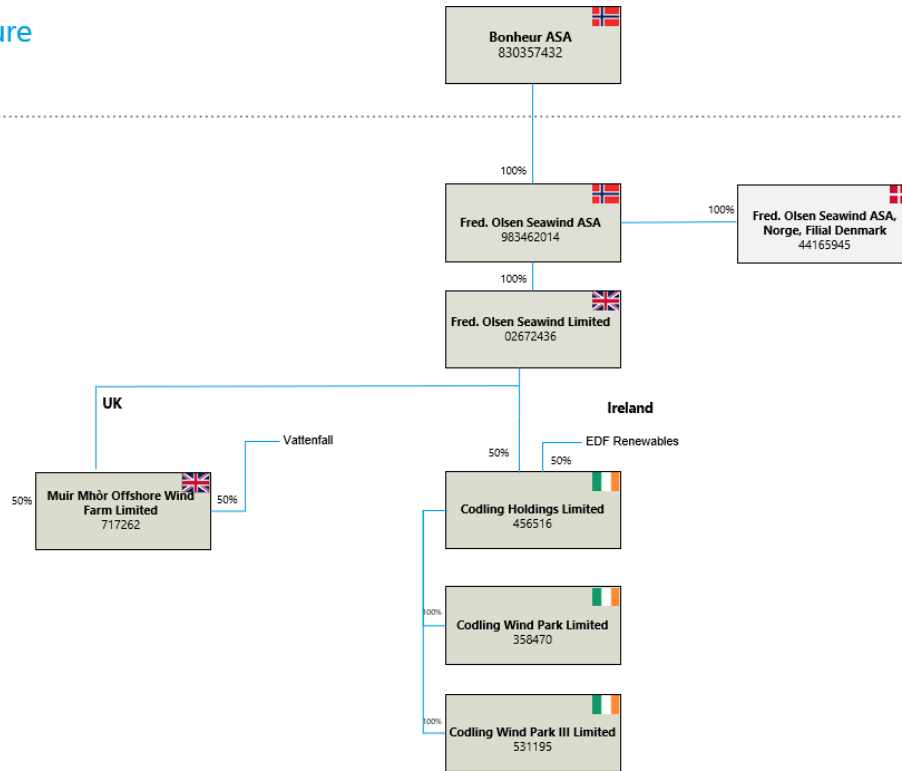 ure
Bonheur ASA
830357432
100%
Fred. Olsen Seawind ASA
983462014
100%
Fred. Olsen Seawind ASA,
Norge, Filial Denmark
44165945
100%
Fred. Olsen Seawind Limited
02672436
UK
Ireland
Vattenfall
EDF Renewables
50%
50%
50%
Muir Mhòr Offshore Wind
Farm Limited
717262
50%
Codling Holdings Limited
456516
100%
Codling Wind Park Limited
358470
100%
Codling Wind Park III Limited
531195